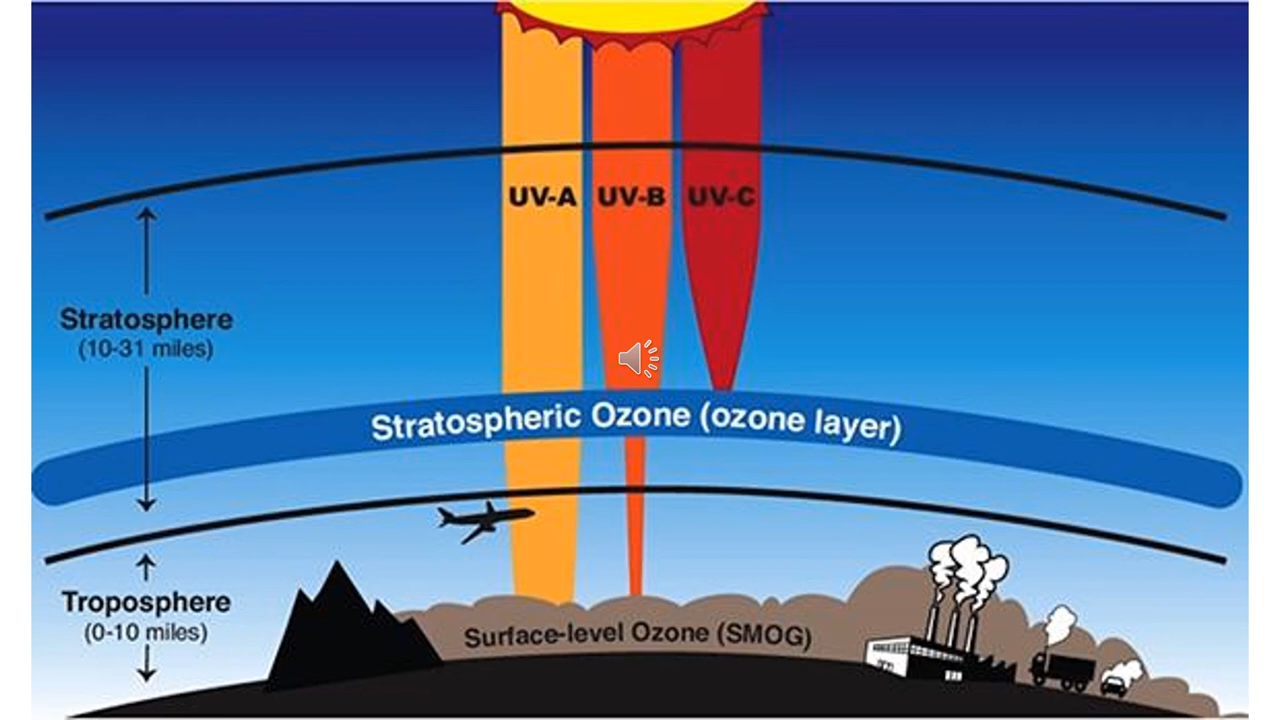 UV-A UV-B UV-C
Stratosphere
(10-31 miles)
Stratospheric Ozone (ozone layer)
Troposphere
(0-10 miles)
Surface-level Ozone (SMOG)